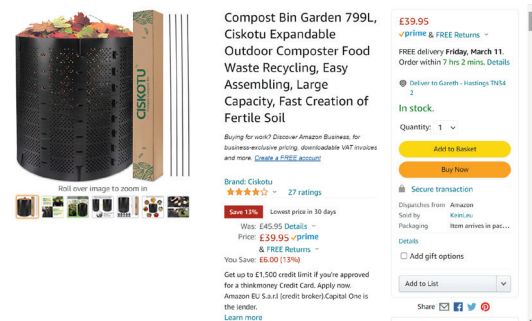 CISKOTU
Roll over image to zoom in
Compost Bin Garden 799L,
Ciskotu Expandable
Outdoor Composter Food
Waste Recycling, Easy
Assembling, Large
Capacity, Fast Creation of
Fertile Soil
Buying for work? Discover Amazon Business, for
business-exclusive pricing, downloadable VAT invoices
and more. Create a FREE account
Brand: Ciskotu
27 ratings
Save 13% Lowest price in 30 days
Was: £45.95 Details
Price: £39.95 prime
& FREE Returns
You Save: £6.00 (13%)
Get up to £1,500 credit limit if you're approved
for a thinkmoney Credit Card. Apply now.
Amazon EU S.a.r.l (credit broker).Capital One is
the lender.
Learn more
£39.95
prime & FREE Returns
FREE delivery Friday, March 11.
Order within 7 hrs 2 mins. Details
Deliver to Gareth - Hastings TN34
2
In stock.
Quantity: 1
Add to Basket
Buy Now
Secure transaction
Dispatches from Amazon
Sold by KeinLeu
Packaging Item arrives in pac...
Details
Add gift options
Add to List
Share